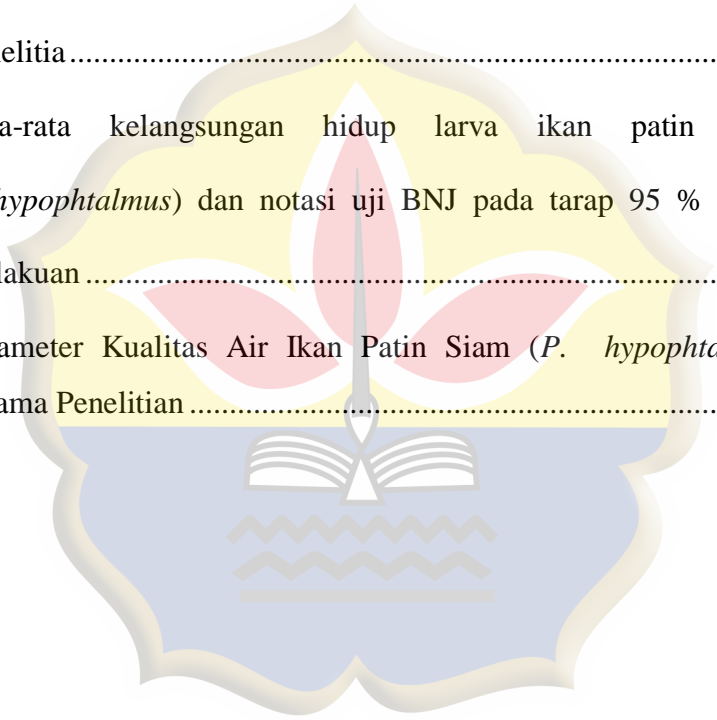 elitia ................................................................
a-rata kelangsungan hidup larva ikan patin
hypophtalmus) dan notasi uji BNJ pada tarap 95 %
lakuan ................................................................
ameter Kualitas Air Ikan Patin Siam (P. hypophta
ama Penelitian ................................................................